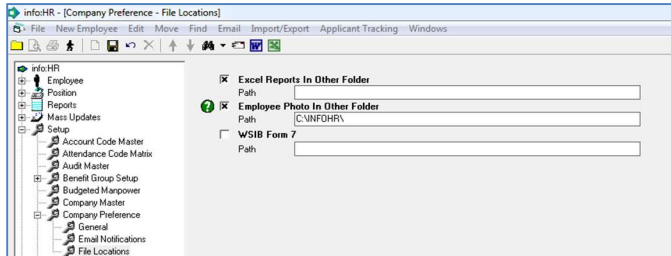 info:HR - [Company Preference - File Locations]
File New Employee Edit Move Find Email Import/Export Applicant Tracking Windows
info:HR
Employee
Position
Reports
Mass Updates
Setup
Account Code Master
Attendance Code Matrix
Audit Master
Benefit Group Setup
Budgeted Manpower
Company Master
Company Preference
General
Email Notifications
File Locations
Excel Reports In Other Folder
Path
Employee Photo In Other Folder
Path C:\INFOHR\
WSIB Form 7
Path